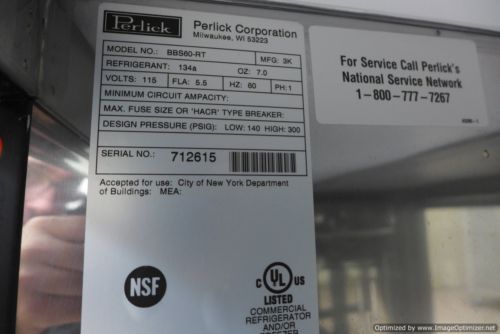 Perlick
Perlick Corporation
Milwaukee, WI 53223
MODEL NO.: BBS60-RT MFG: 3K
REFRIGERANT: 134a OZ: 7.0
VOLTS: 115 FLA: 5.5 HZ: 60 PH: 1
MINIMUM CIRCUIT AMPACITY:
MAX. FUSE SIZE OR 'HACR' TYPE BREAKER:
DESIGN PRESSURE (PSIG): LOW: 140 HIGH: 300
SERIAL NO.: 712615
Accepted for use: City of New York Department
of Buildings: MEA:
NSF
C UL US
LISTED
COMMERCIAL
REFRIGERATOR
AND/OR
For Service Call Perlick's
National Service Network
1-800-777-7267
Optimized by www.ImageOptimizer.net